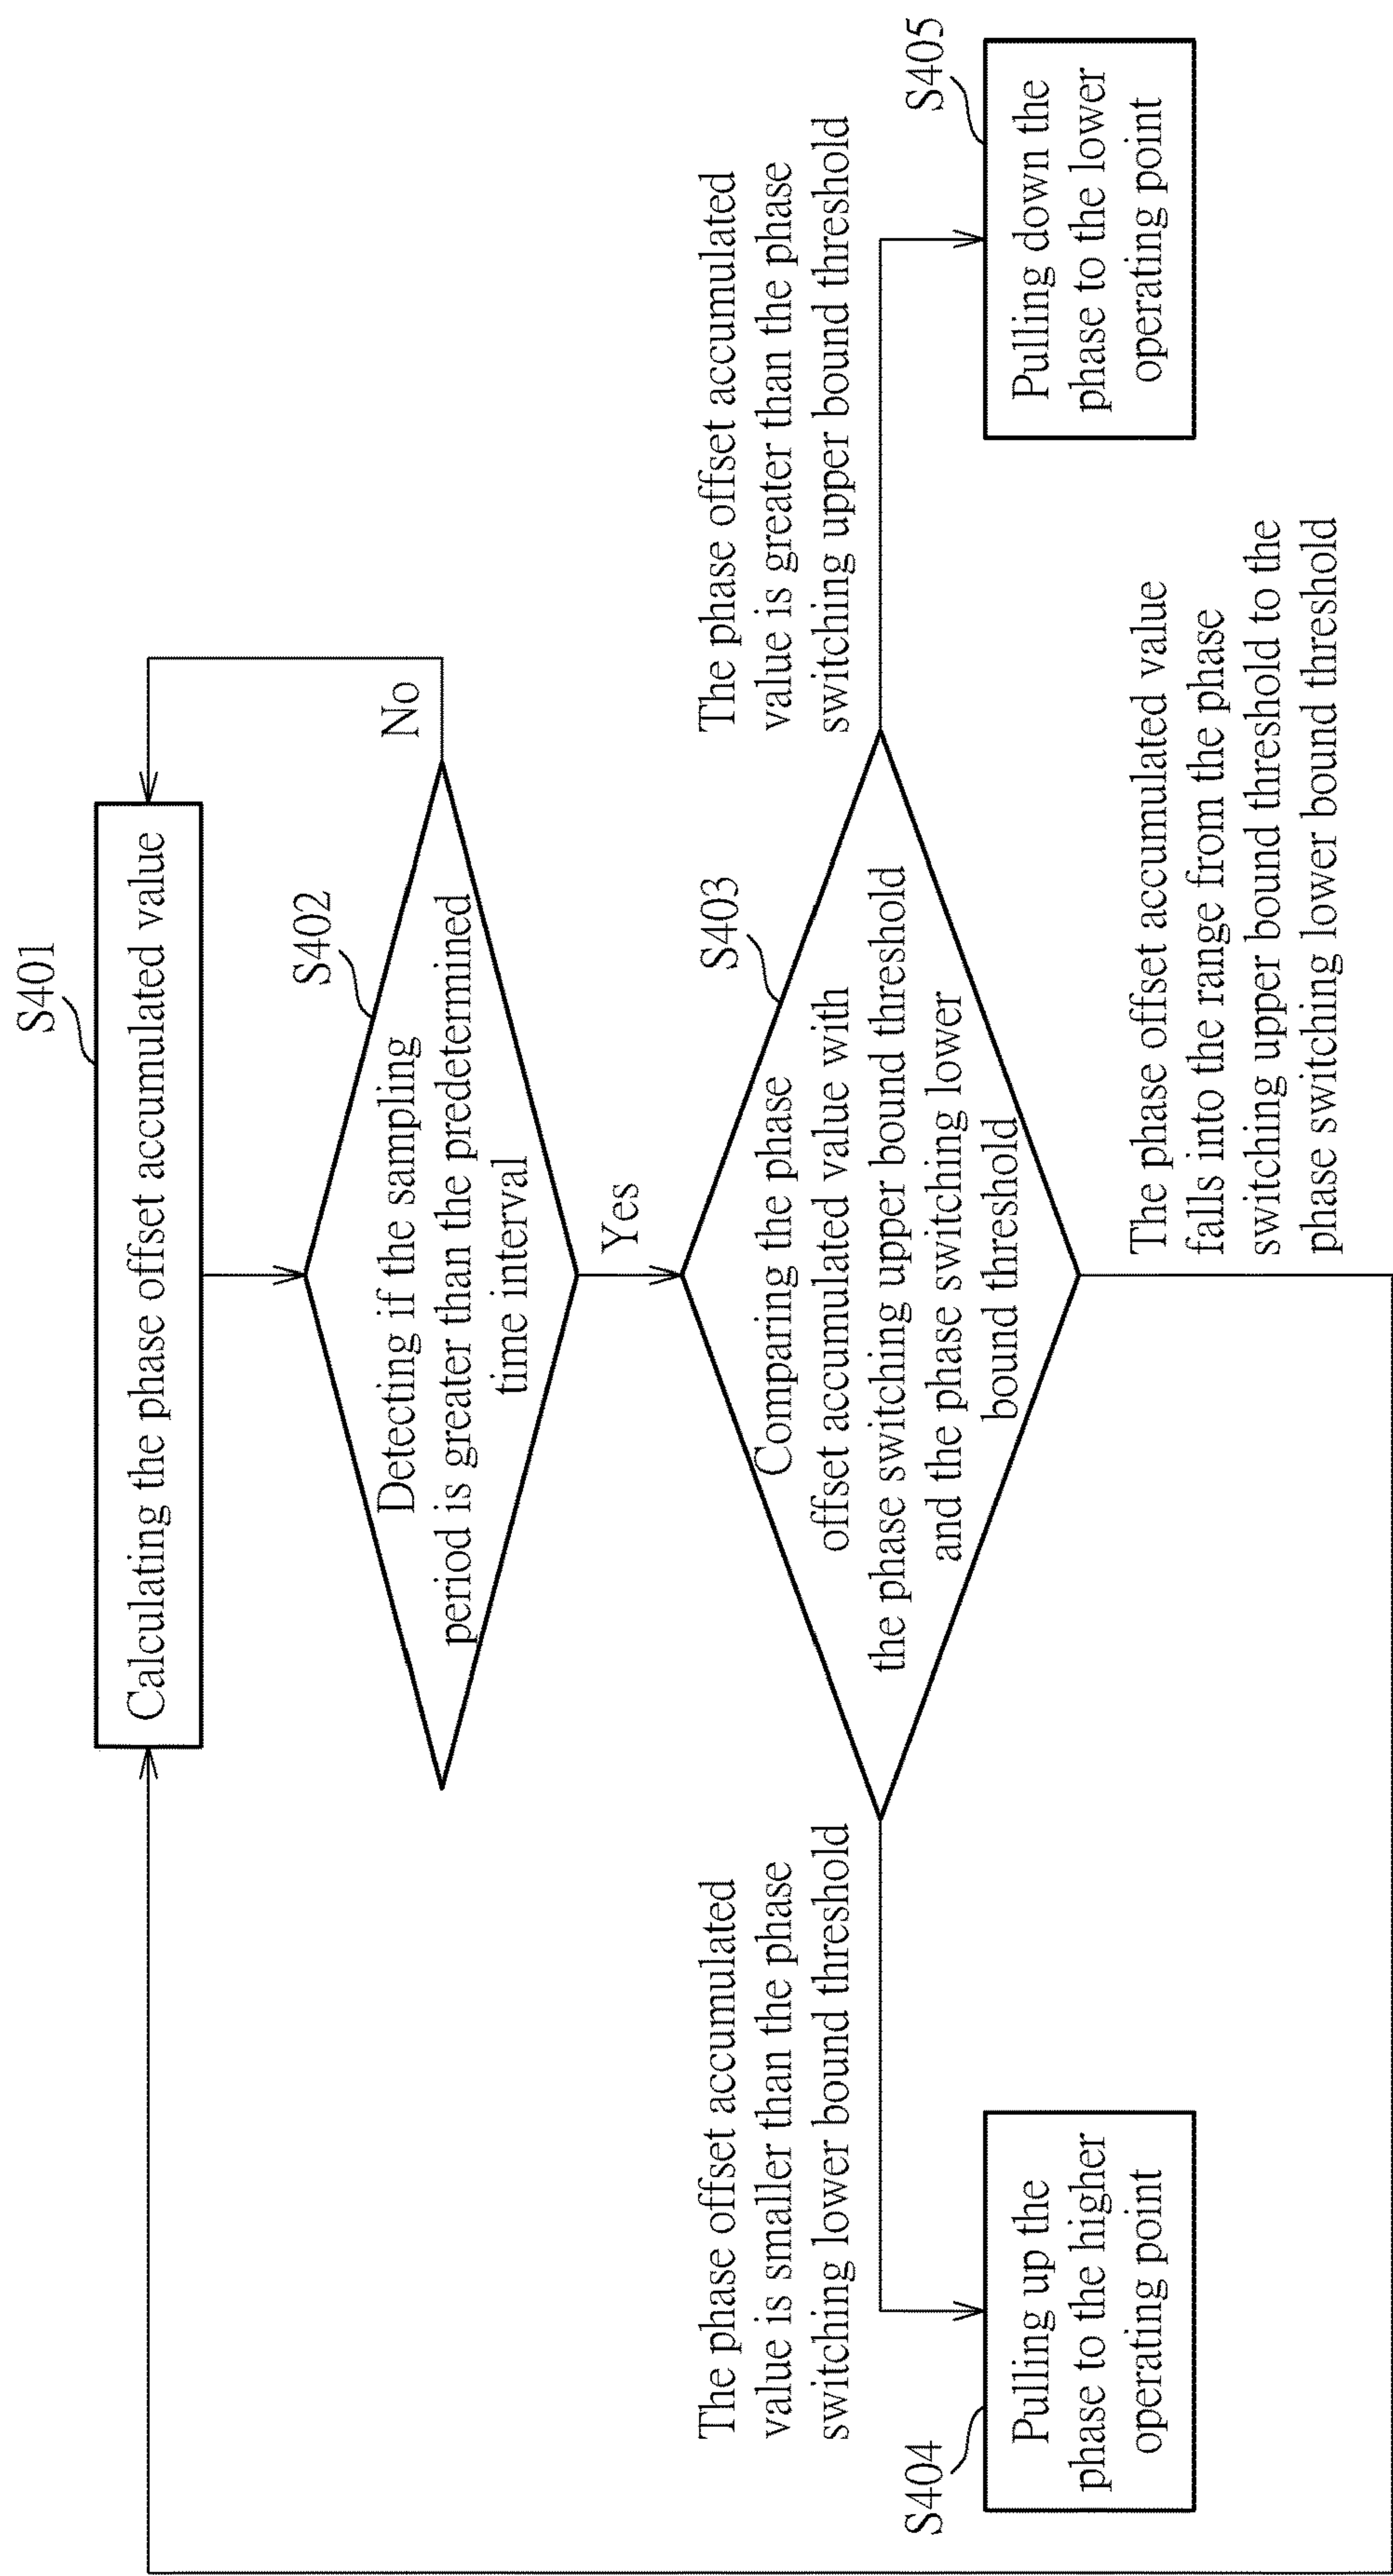 S401
Calculating the phase offset accumulated value
S402
Detecting if the sampling
period is greater than the predetermined
time interval
No
Yes
S403
Comparing the phase
offset accumulated value with
the phase switching upper bound threshold
and the phase switching lower
bound threshold
The phase offset accumulated
value is smaller than the phase
switching lower bound threshold
The phase offset accumulated
value is greater than the phase
switching upper bound threshold
S404
Pulling up the
phase to the higher
operating point
S405
Pulling down the
phase to the lower
operating point
The phase offset accumulated value
falls into the range from the phase
switching upper bound threshold to the
phase switching lower bound threshold